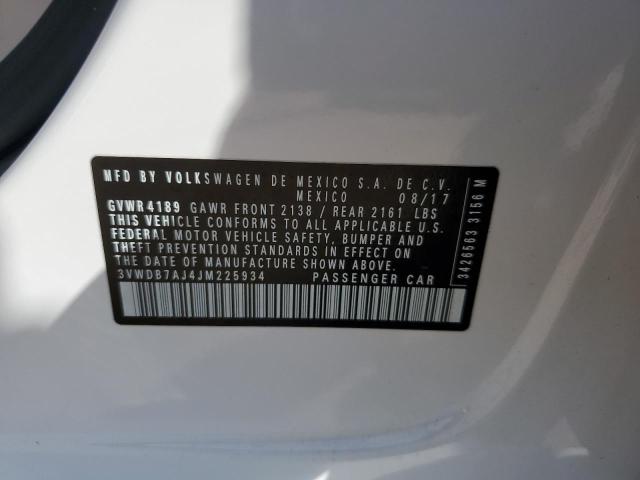 MFD BY VOLKSWAGEN DE MEXICO S.A. DE C.V.
MEXICO 08/17
GVWR 4189 GAWR FRONT 2138 / REAR 2161 LBS
THIS VEHICLE CONFORMS TO ALL APPLICABLE U.S.
FEDERAL MOTOR VEHICLE SAFETY, BUMPER AND
THEFT PREVENTION STANDARDS IN EFFECT ON
THE DATE OF MANUFACTURE SHOWN ABOVE.
3VWDB7AJ4JM225934 PASSENGER CAR
3426563 3156 M